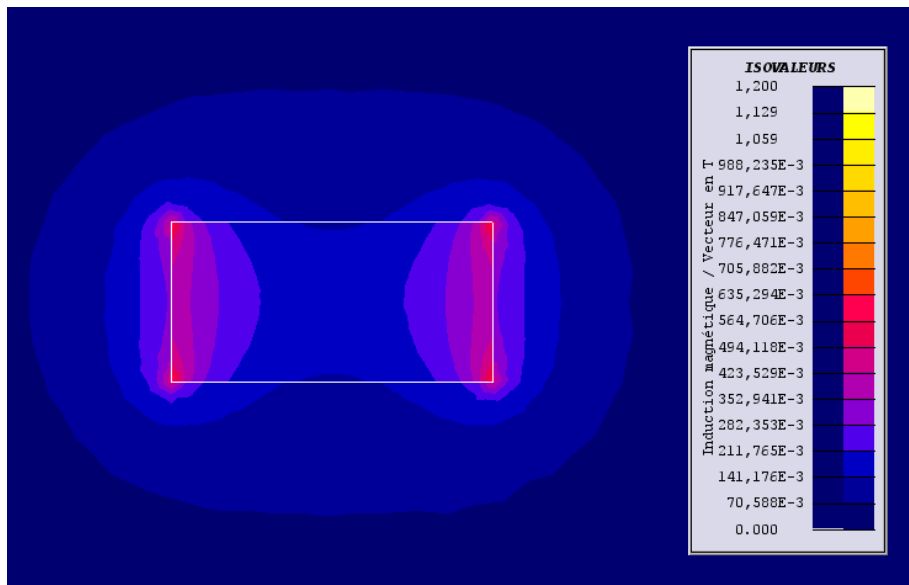 ISOVALEURS
Induction magnétique / Vecteur en T
1,200
1,129
1,059
988,235E-3
917,647E-3
847,059E-3
776,471E-3
705,882E-3
635,294E-3
564,706E-3
494,118E-3
423,529E-3
352,941E-3
282,353E-3
211,765E-3
141,176E-3
70,588E-3
0.000